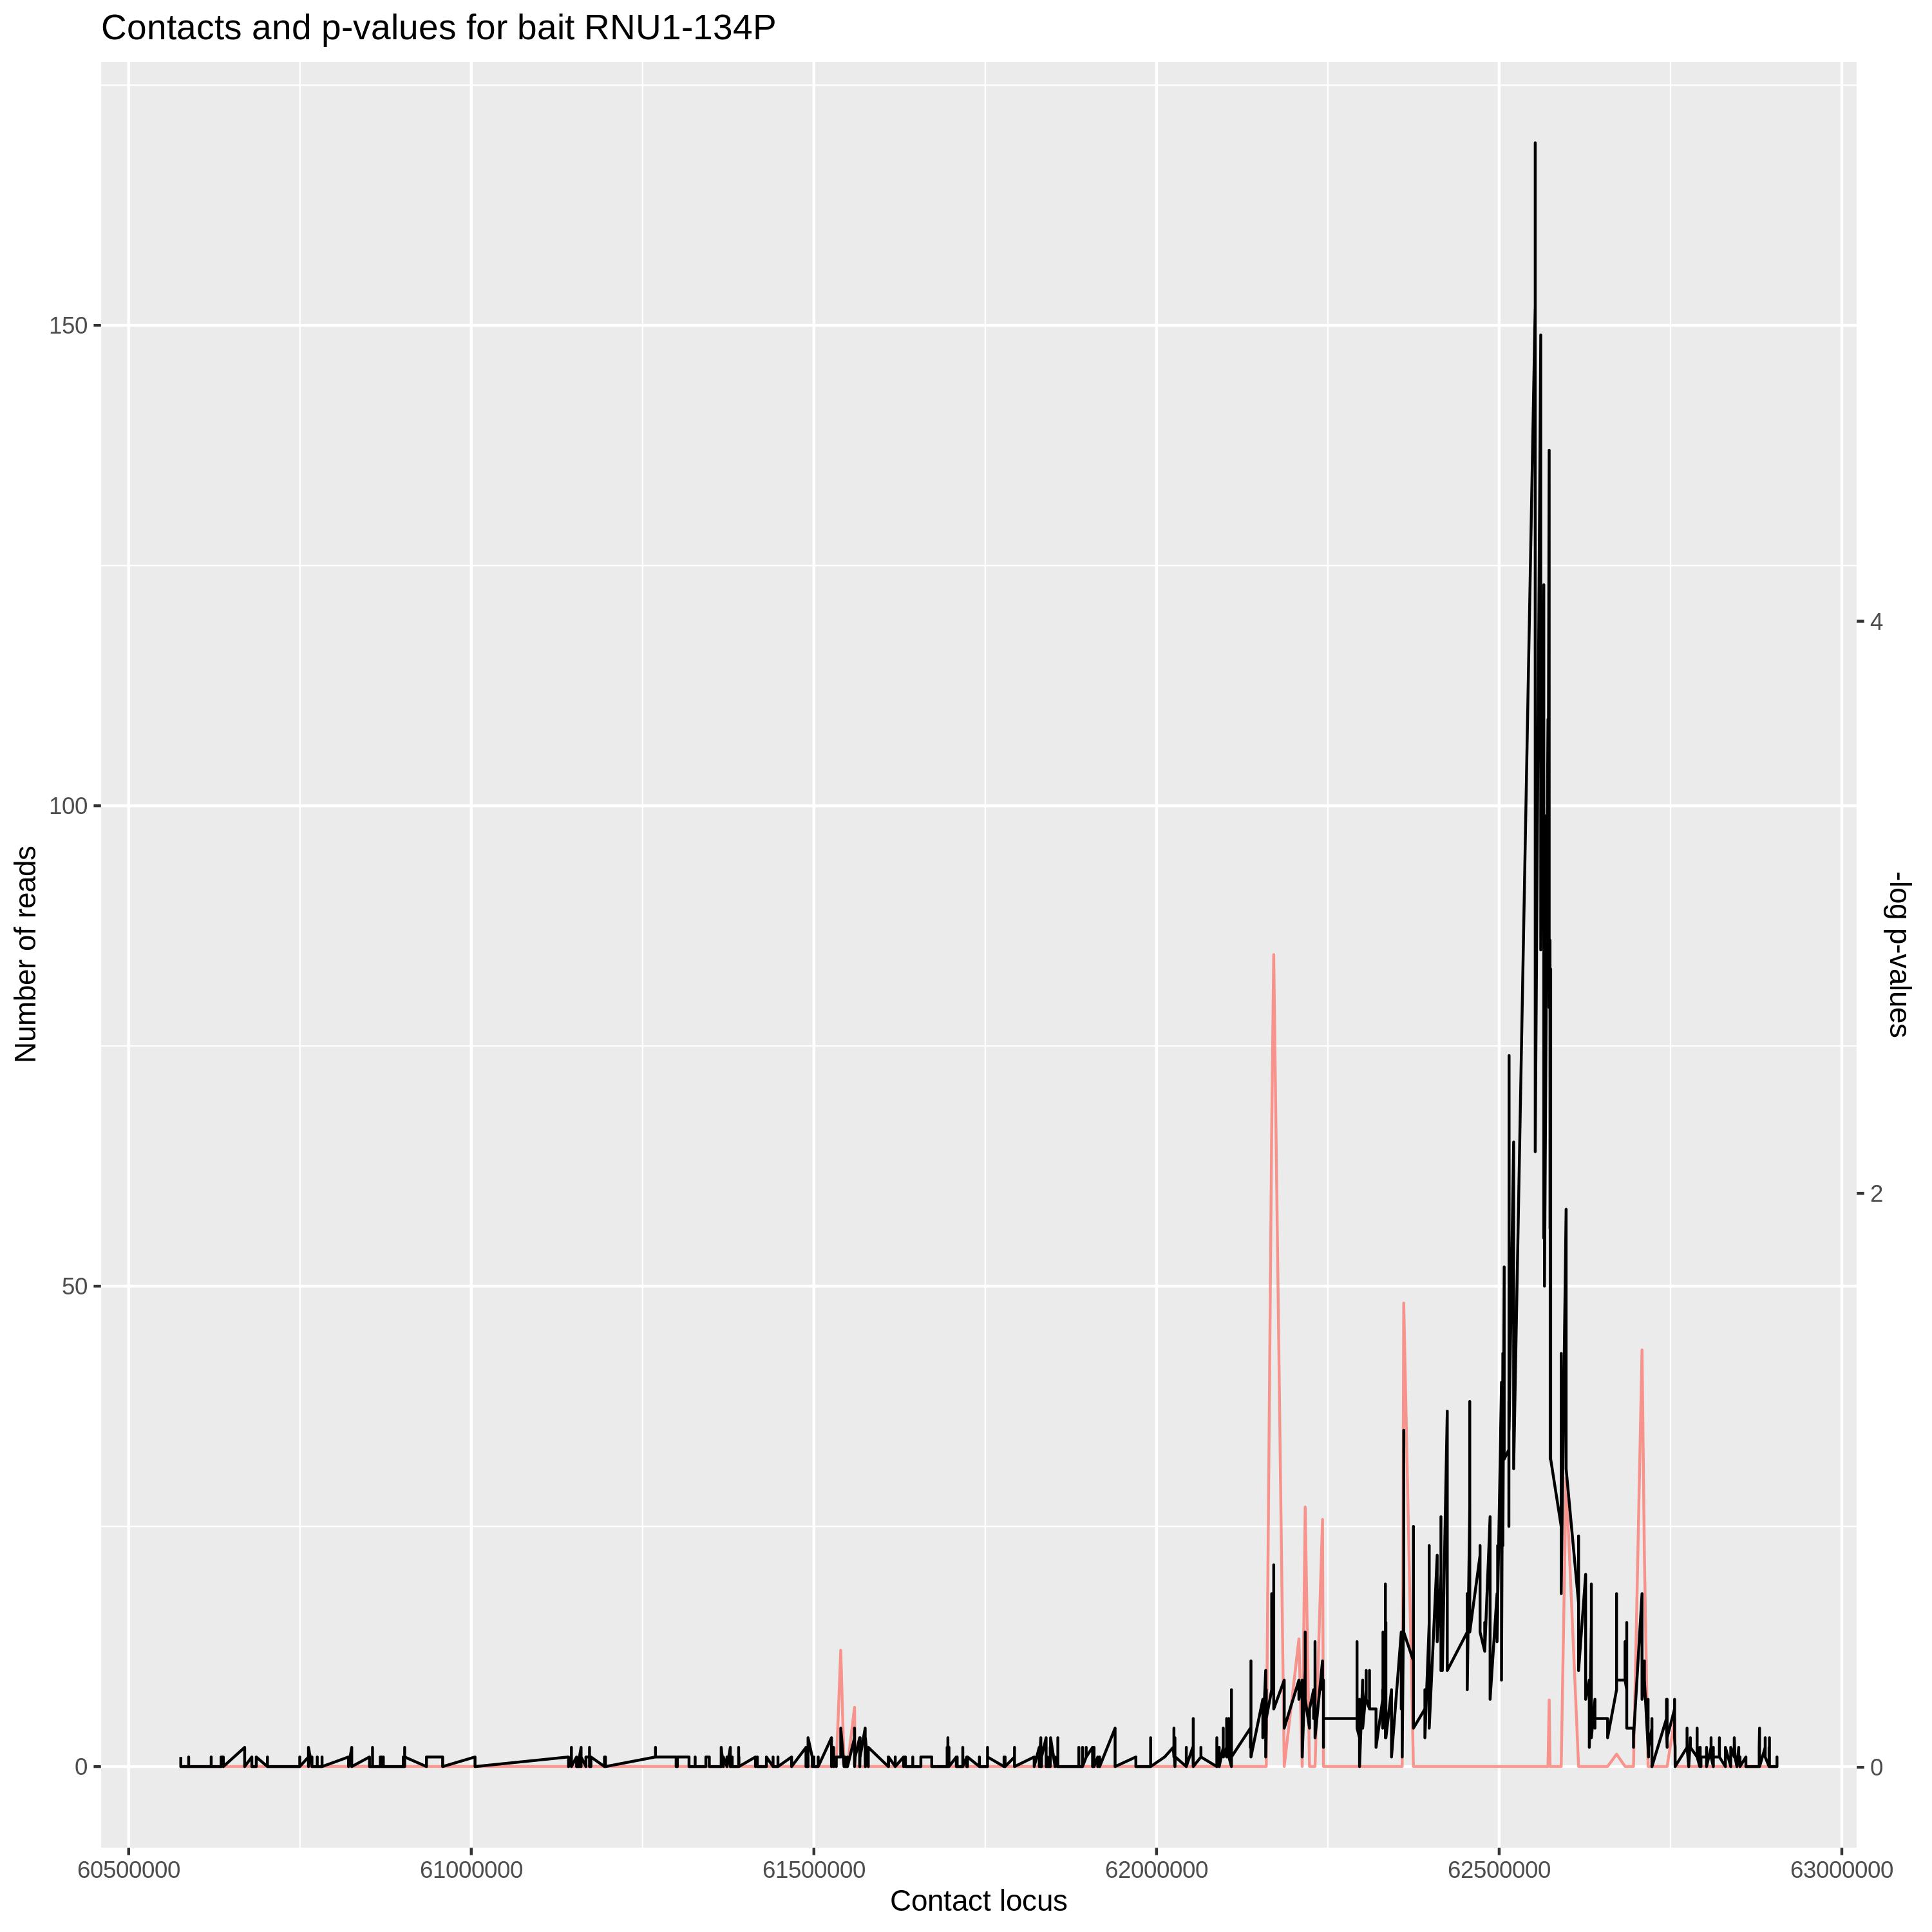 Contacts and p-values for bait RNU1-134P
Number of reads
150
100
50
0
4
2
0
-log p-values
60500000 61000000 61500000 62000000 62500000 63000000
Contact locus